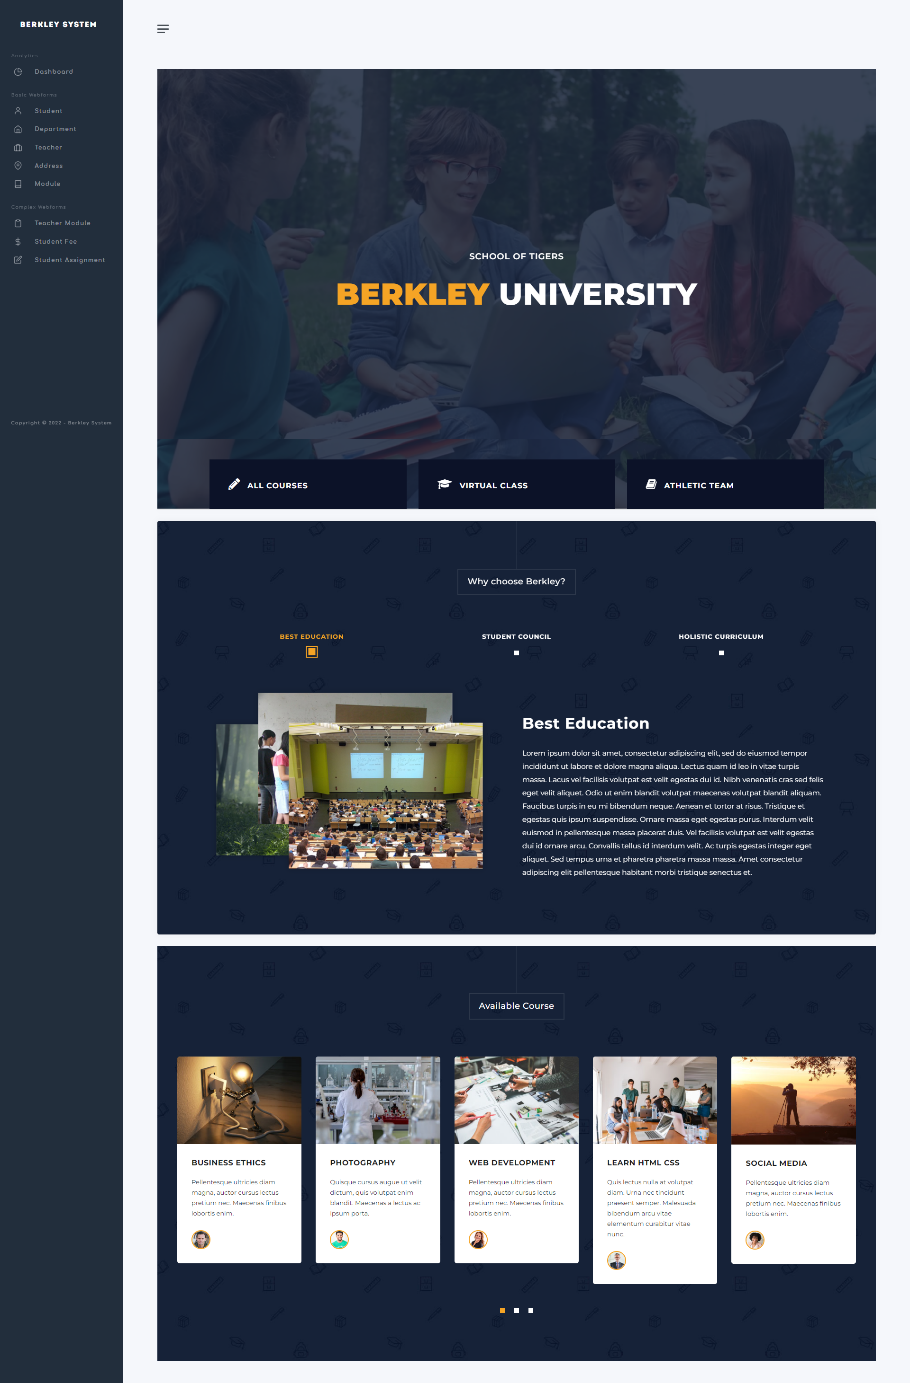 BERKLEY SYSTEM
Analytics
Dashboard
Basic Webforms
Student
Department
Teacher
Address
Module
Complex Webforms
Teacher Module
Student Fee
Student Assignment
Copyright © 2022 - Berkley System
SCHOOL OF TIGERS
BERKLEY UNIVERSITY
ALL COURSES
VIRTUAL CLASS
ATHLETIC TEAM
Why choose Berkley?
BEST EDUCATION
STUDENT COUNCIL
HOLISTIC CURRICULUM
Best Education
Lorem ipsum dolor sit amet, consectetur adipiscing elit, sed do eiusmod tempor
incididunt ut labore et dolore magna aliqua. Lectus quam id leo in vitae turpis
massa. Lacus vel facilisis volutpat est velit egestas dui id. Nibh venenatis cras sed felis
eget velit aliquet. Odio ut enim blandit volutpat maecenas volutpat blandit aliquam.
Faucibus turpis in eu mi bibendum neque. Aenean et tortor at risus. Tristique et
egestas quis ipsum suspendisse. Ornare massa eget egestas purus. Interdum velit
euismod in pellentesque massa placerat duis. Vel facilisis volutpat est velit egestas
dui id ornare arcu. Convallis tellus id interdum velit. Ac turpis egestas integer eget
aliquet. Sed tempus urna et pharetra pharetra massa massa. Amet consectetur
adipiscing elit pellentesque habitant morbi tristique senectus et.
Available Course
BUSINESS ETHICS
Pellentesque ultricies diam
magna, auctor cursus lectus
pretium nec. Maecenas finibus
lobortis enim.
PHOTOGRAPHY
Quisque cursus augue ut velit
dictum, quis volutpat enim
blandit. Maecenas a lectus ac
ipsum porta.
WEB DEVELOPMENT
Pellentesque ultricies diam
magna, auctor cursus lectus
pretium nec. Maecenas finibus
lobortis enim.
LEARN HTML CSS
Quis lectus nulla at volutpat
diam. Urna nec tincidunt
praesent semper. Malesuada
bibendum arcu vitae
elementum curabitur vitae
nunc
SOCIAL MEDIA
Pellentesque ultricies diam
magna, auctor cursus lectus
pretium nec. Maecenas finibus
lobortis enim.